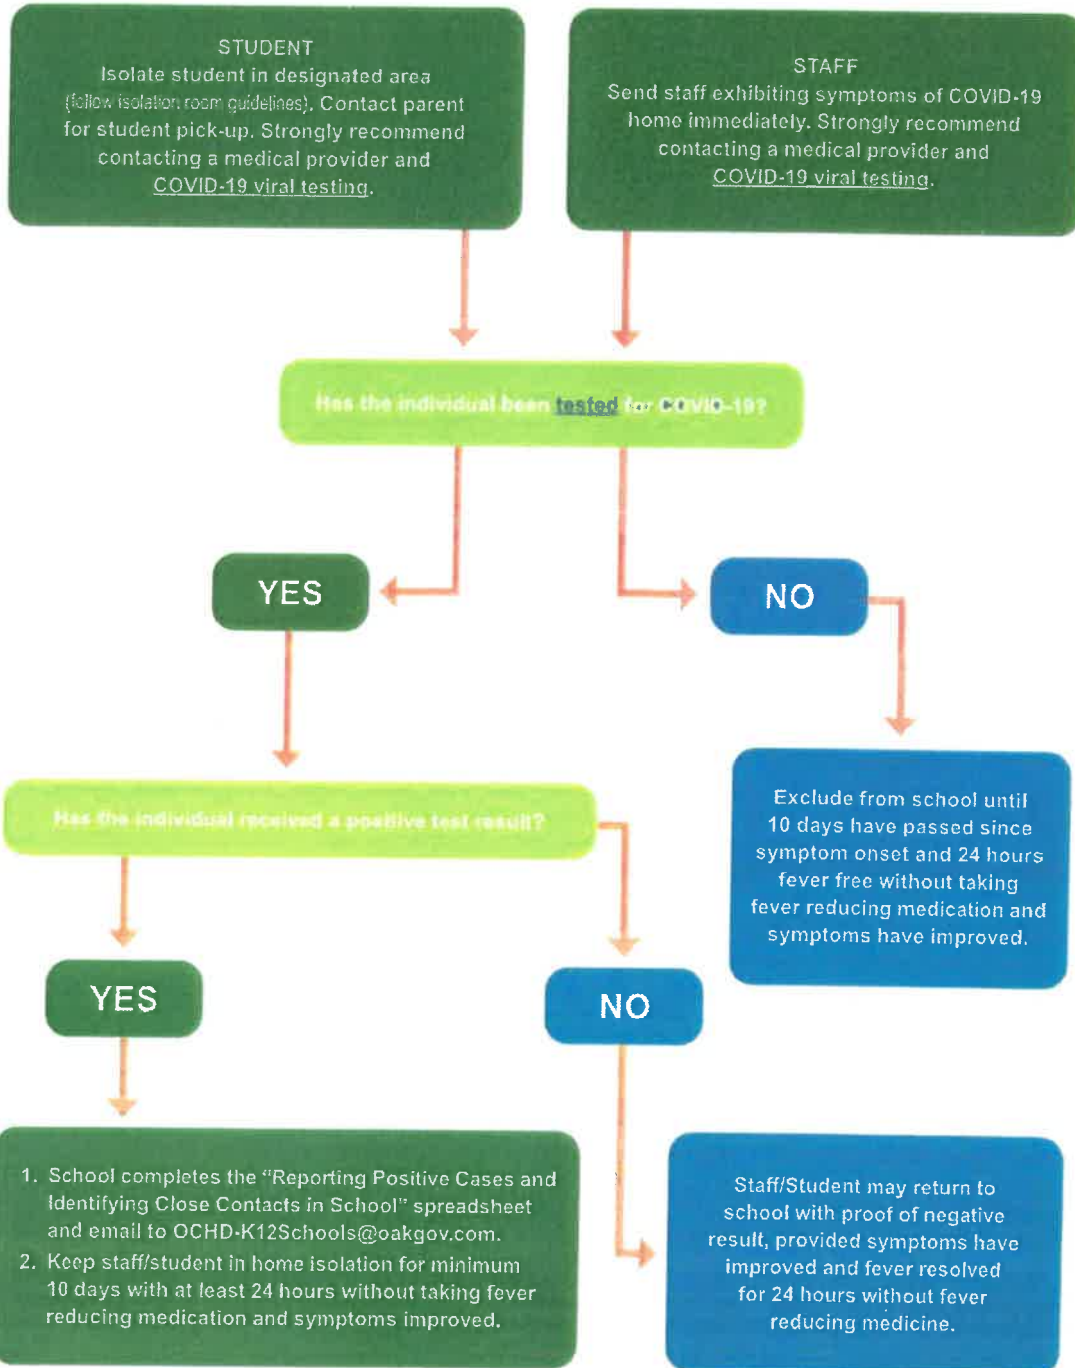 STUDENT
Isolate student in designated area
(follow isolation room guidelines). Contact parent
for student pick-up. Strongly recommend
contacting a medical provider and
COVID-19 viral testing.
STAFF
Send staff exhibiting symptoms of COVID-19
home immediately. Strongly recommend
contacting a medical provider and
COVID-19 viral testing.
Has the individual been tested for COVID-19?
YES
NO
Exclude from school until
10 days have passed since
symptom onset and 24 hours
fever free without taking
fever reducing medication and
symptoms have improved.
Has the individual received a positive test result?
YES
NO
1. School completes the “Reporting Positive Cases and
Identifying Close Contacts in School” spreadsheet
and email to OCHD-K12Schools@oakgov.com.
2. Keep staff/student in home isolation for minimum
10 days with at least 24 hours without taking fever
reducing medication and symptoms improved.
Staff/Student may return to
school with proof of negative
result, provided symptoms have
improved and fever resolved
for 24 hours without fever
reducing medicine.